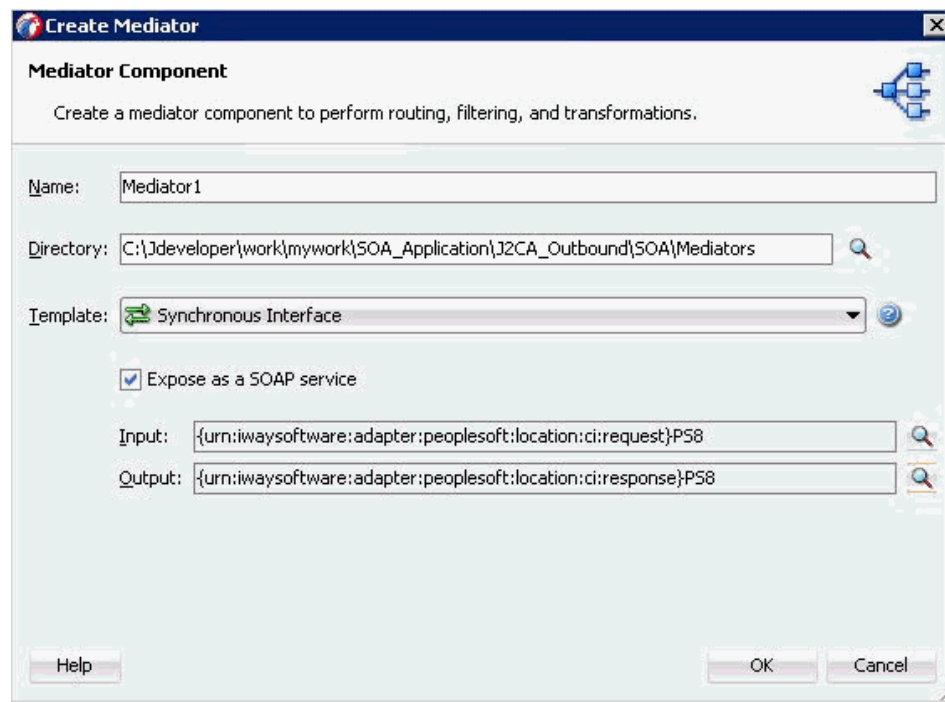 Create Mediator
Mediator Component
Create a mediator component to perform routing, filtering, and transformations.
Name: Mediator1
Directory: C:\Jdeveloper\work\mywork\SOA_Application\J2CA_Outbound\SOA\Mediators
Template: Synchronous Interface
Expose as a SOAP service
Input: {urn:iwaysoftware:adapter:peoplesoft:location:ci:request}PS8
Output: {urn:iwaysoftware:adapter:peoplesoft:location:ci:response}PS8
Help OK Cancel